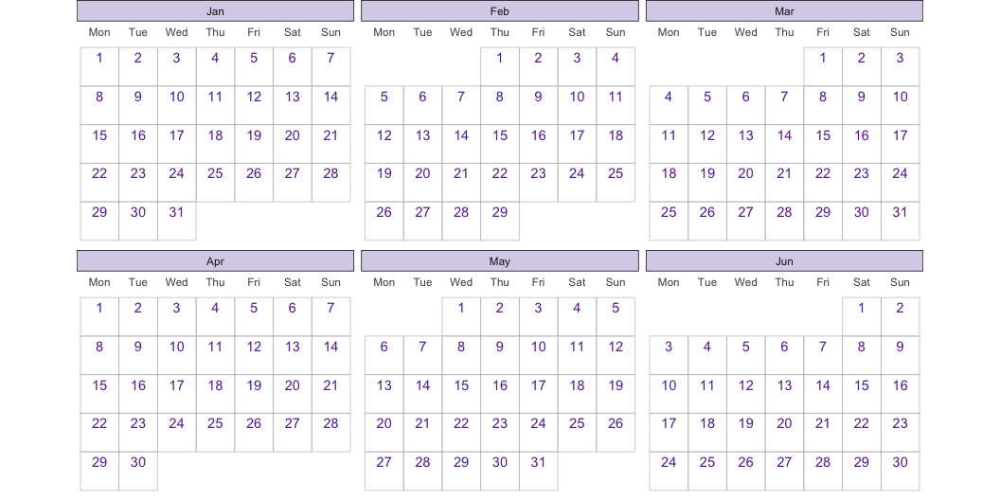 Jan Feb Mar
Mon Tue Wed Thu Fri Sat Sun Mon Tue Wed Thu Fri Sat Sun Mon Tue Wed Thu Fri Sat Sun
1 2 3 4 5 6 7 1 2 3 4 1 2 3
8 9 10 11 12 13 14 5 6 7 8 9 10 11 4 5 6 7 8 9 10
15 16 17 18 19 20 21 12 13 14 15 16 17 18 11 12 13 14 15 16 17
22 23 24 25 26 27 28 19 20 21 22 23 24 25 18 19 20 21 22 23 24
29 30 31 26 27 28 29 25 26 27 28 29 30 31
Apr May Jun
Mon Tue Wed Thu Fri Sat Sun Mon Tue Wed Thu Fri Sat Sun Mon Tue Wed Thu Fri Sat Sun
1 2 3 4 5 6 7 1 2 3 4 5 1 2
8 9 10 11 12 13 14 6 7 8 9 10 11 12 3 4 5 6 7 8 9
15 16 17 18 19 20 21 13 14 15 16 17 18 19 10 11 12 13 14 15 16
22 23 24 25 26 27 28 20 21 22 23 24 25 26 17 18 19 20 21 22 23
29 30 27 28 29 30 31 24 25 26 27 28 29 30